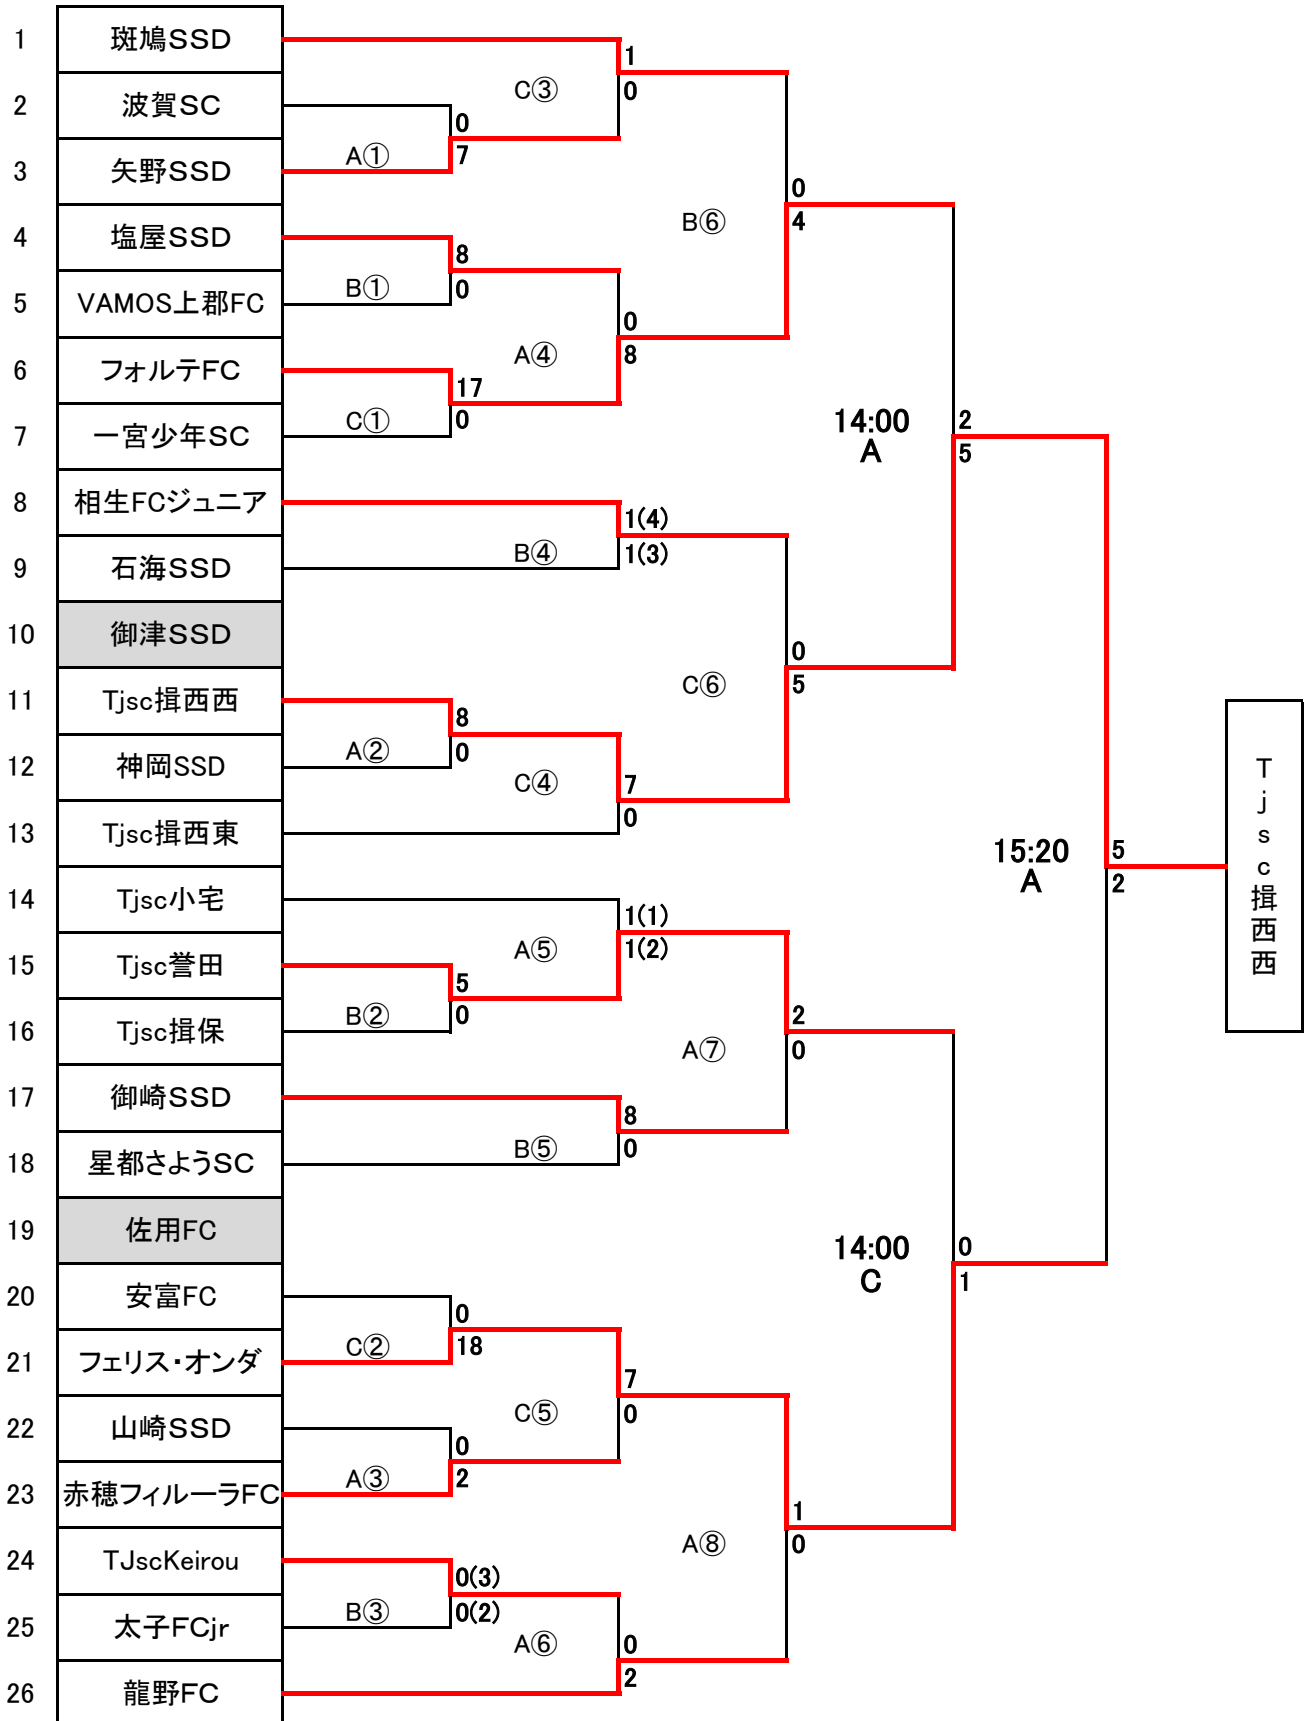 1 斑鳩SSD
2 波賀SC
3 矢野SSD
4 塩屋SSD
5 VAMOS上郡FC
6 フォルテFC
7 一宮少年SC
8 相生FCジュニア
9 石海SSD
10 御津SSD
11 Tjsc揖西西
12 神岡SSD
13 Tjsc揖西東
14 Tjsc小宅
15 Tjsc誉田
16 Tjsc揖保
17 御崎SSD
18 星都さようSC
19 佐用FC
20 安富FC
21 フェリス・オンダ
22 山崎SSD
23 赤穂フィルーラFC
24 TJscKeirou
25 太子FCjr
26 龍野FC
A①
0
7
B①
8
0
C①
17
0
A②
8
0
B②
5
0
C②
0
18
A③
0
2
B③
0(3)
0(2)
C③
1
0
A④
0
8
B④
1(4)
1(3)
C④
7
0
A⑤
1(1)
1(2)
B⑤
8
0
C⑤
7
0
A⑥
0
2
B⑥
0
4
C⑥
0
5
A⑦
2
0
A⑧
1
0
14:00
A
2
5
14:00
C
0
1
15:20
A
5
2
Tjsc揖西西